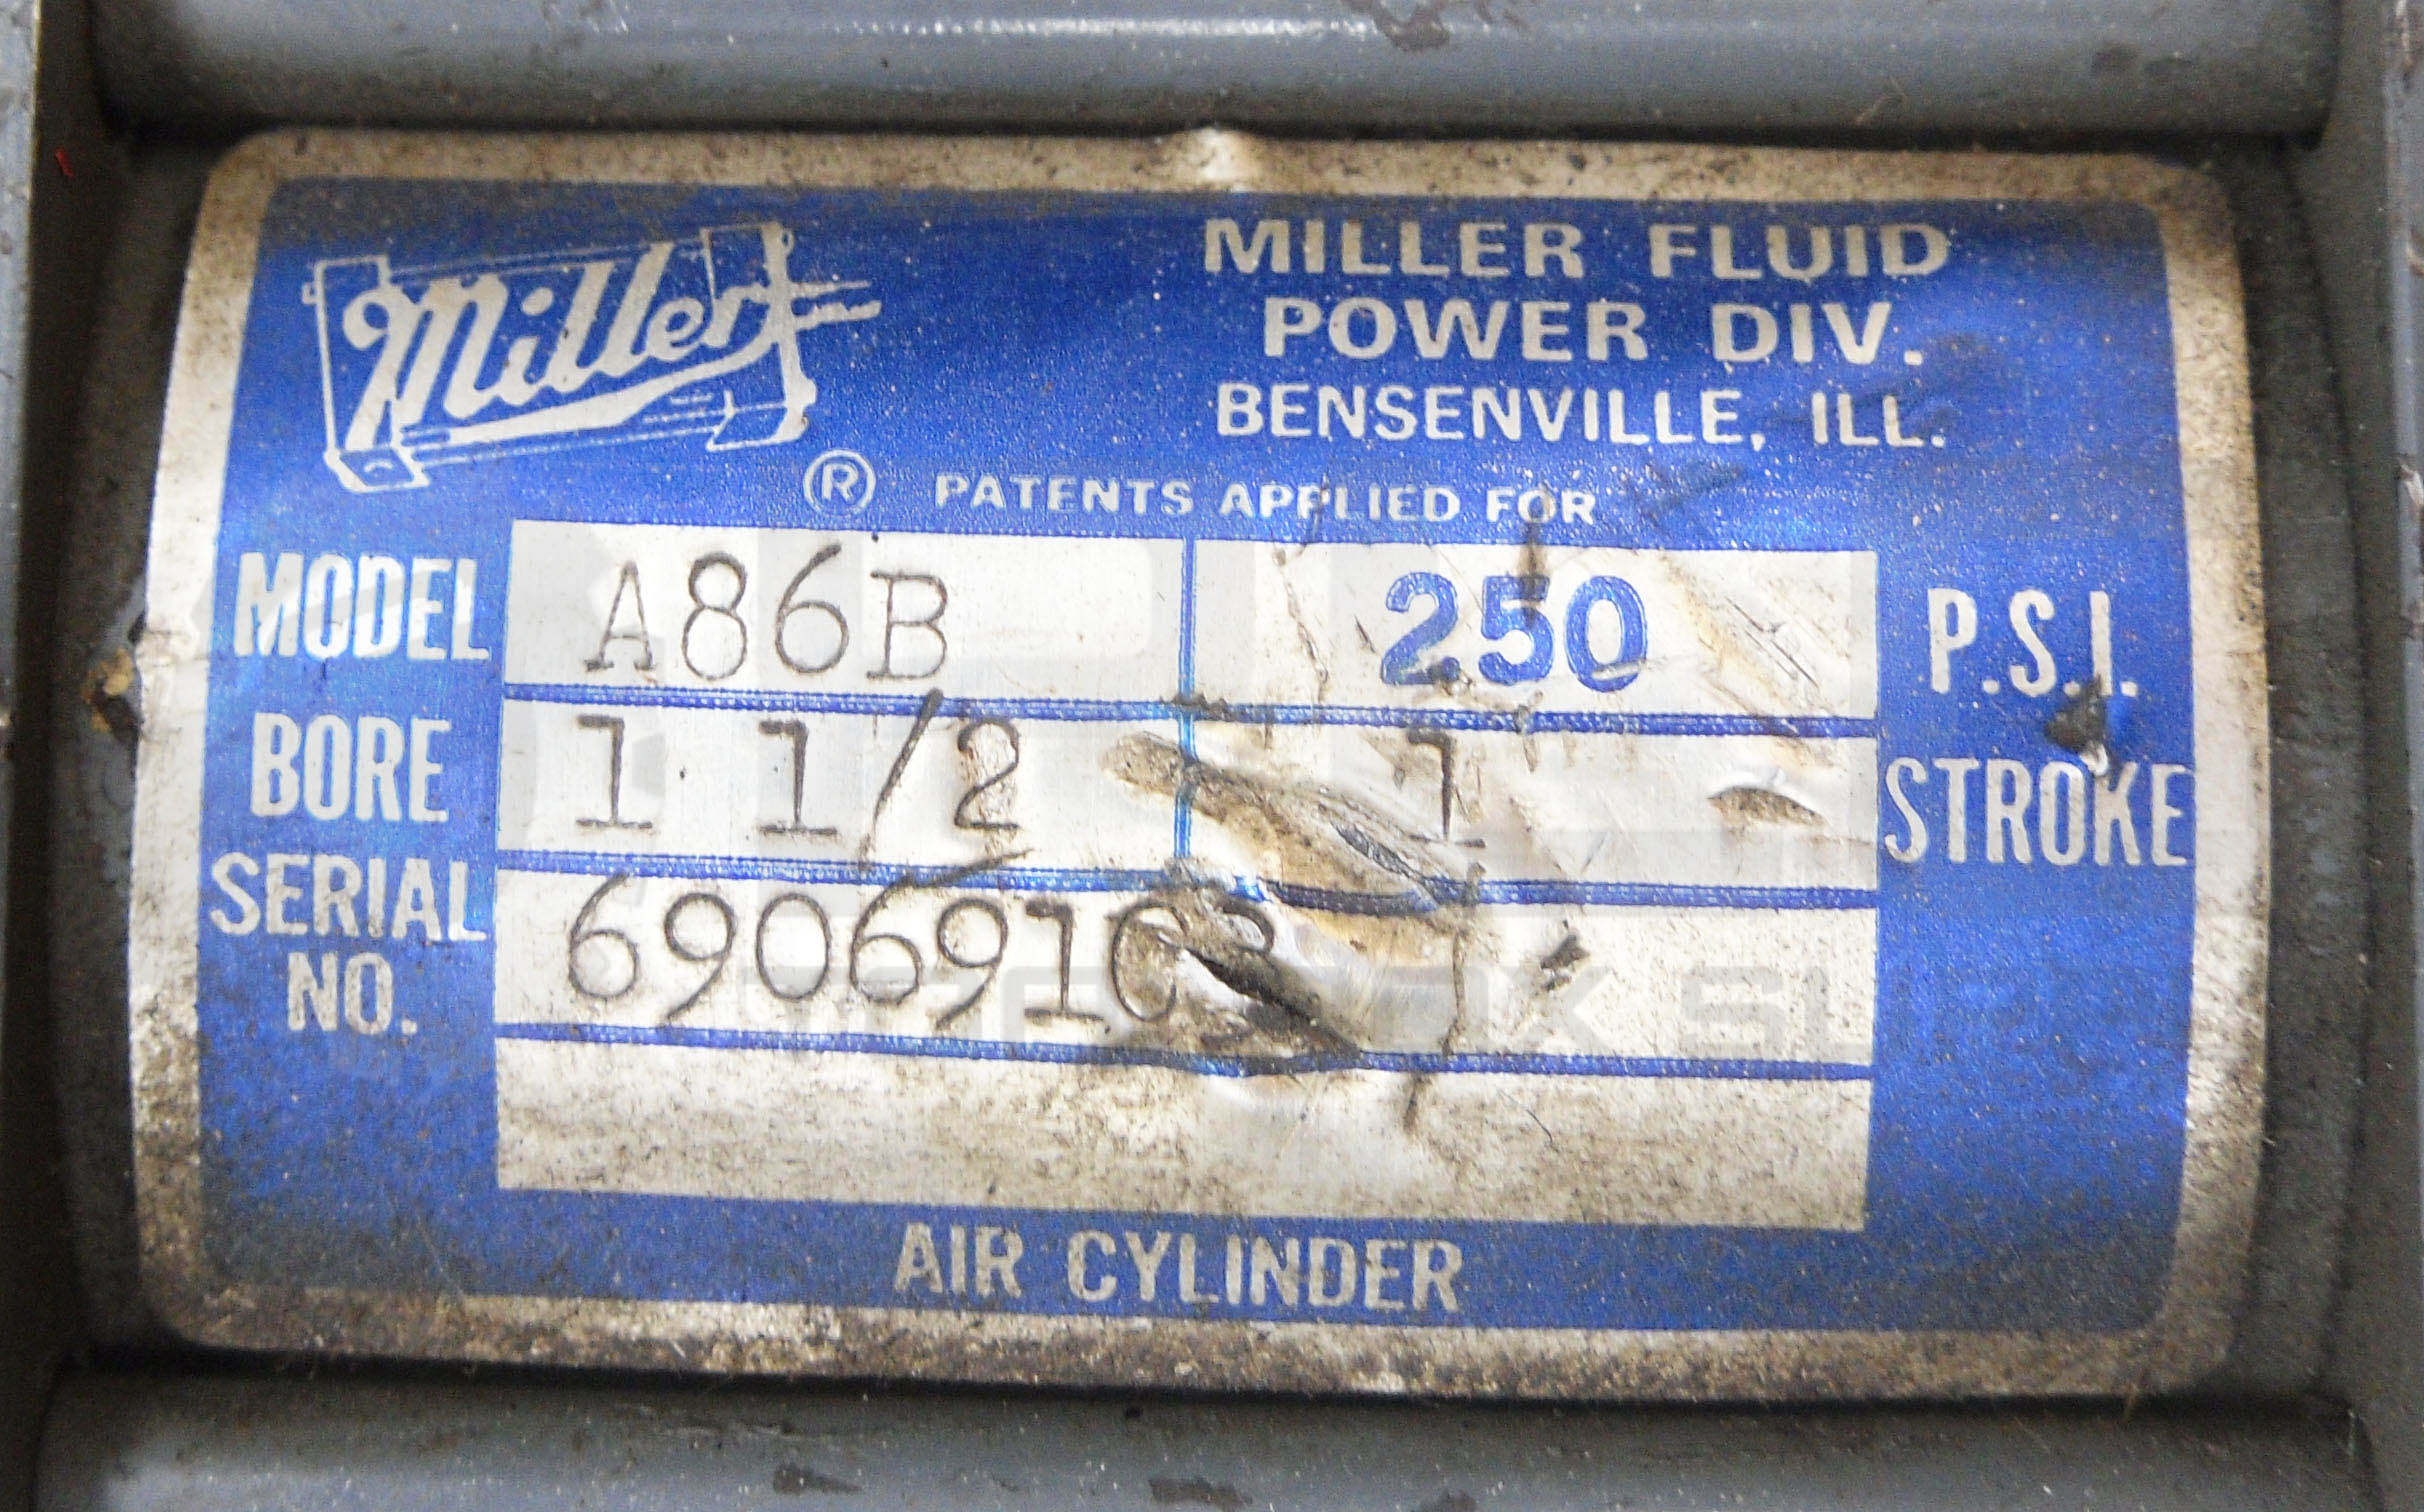 Miller
MILLER FLUID
POWER DIV.
BENSENVILLE, ILL.
® PATENTS APPLIED FOR
MODEL A86B 250 P.S.I.
BORE 1 1/2 1 STROKE
SERIAL
NO.
AIR CYLINDER